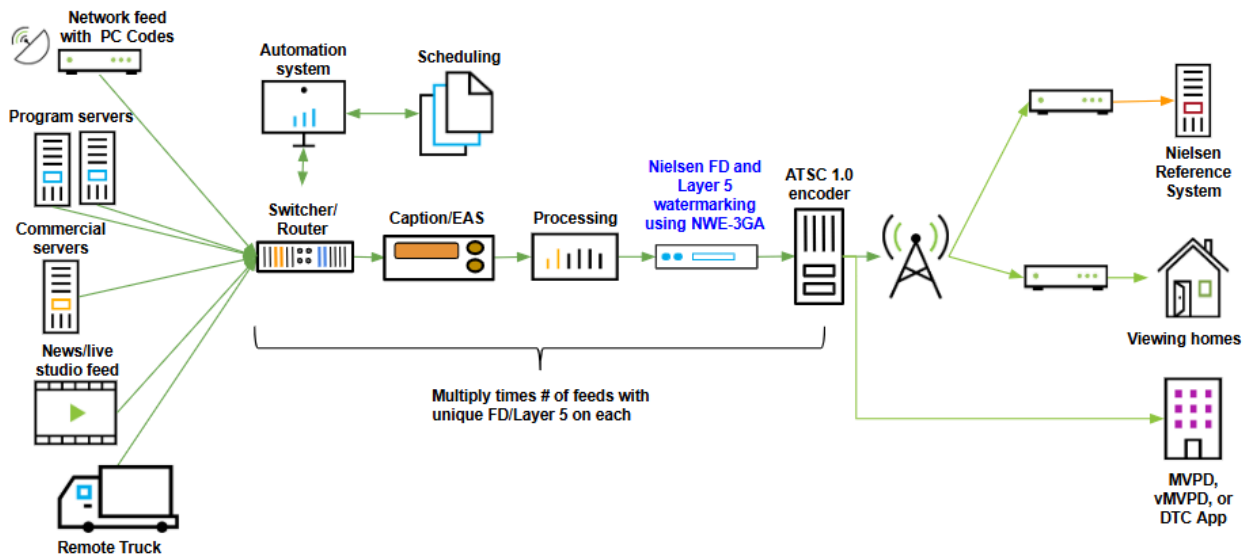 Network feed
with PC Codes
Automation
system
Scheduling
Program servers
Nielsen
Reference
System
Nielsen FD and
Layer 5
watermarking
using NWE-3GA
ATSC 1.0
encoder
Switcher/
Router
Caption/EAS
Processing
Commercial
servers
Viewing homes
News/live
studio feed
Multiply times # of feeds with
unique FD/Layer 5 on each
MVPD,
vMVPD, or
DTC App
Remote Truck